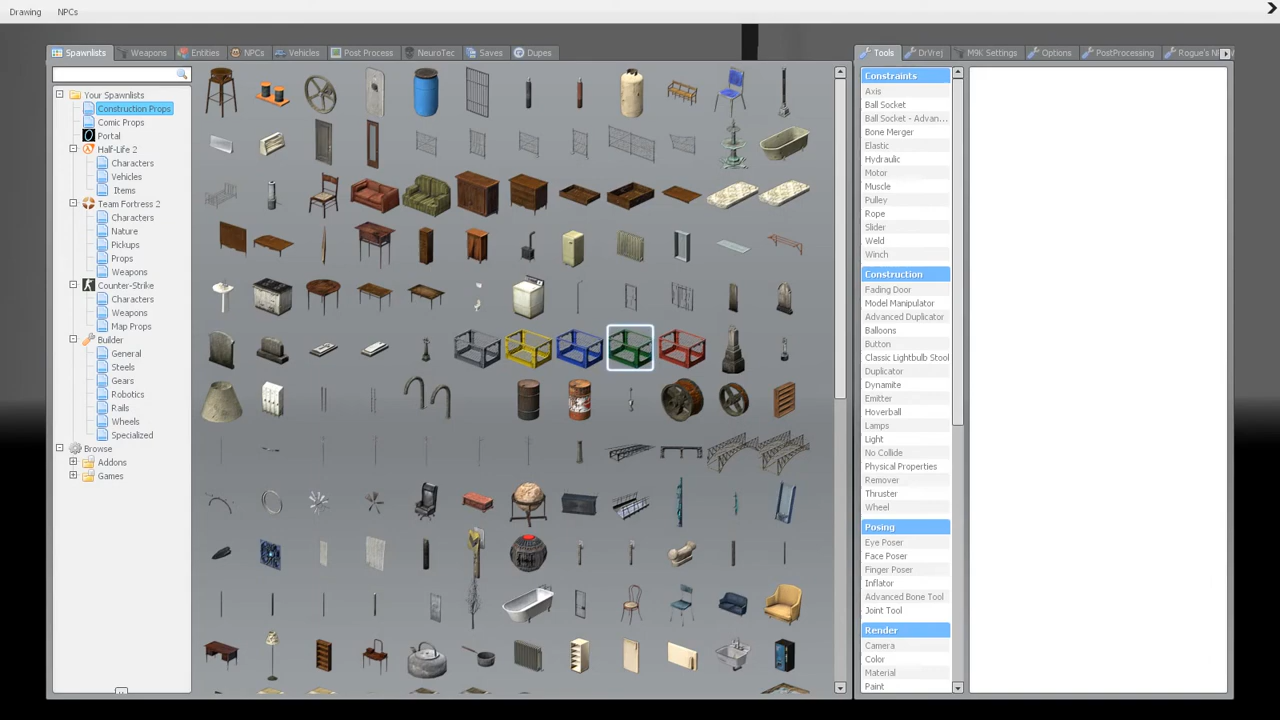 Drawing NPCs
Spawnlists Weapons Entities NPCs Vehicles Post Process NeuroTec Saves Dupes
Your Spawnlists
Construction Props
Comic Props
Portal
Half-Life 2
Characters
Vehicles
Items
Team Fortress 2
Characters
Nature
Pickups
Props
Weapons
Counter-Strike
Characters
Weapons
Map Props
Builder
General
Steels
Gears
Robotics
Rails
Wheels
Specialized
Browse
Addons
Games
Tools DrVrej M9K Settings Options PostProcessing Rogue's N
Constraints
Axis
Ball Socket
Ball Socket - Advan...
Bone Merger
Elastic
Hydraulic
Motor
Muscle
Pulley
Rope
Slider
Weld
Winch
Construction
Fading Door
Model Manipulator
Advanced Duplicator
Balloons
Button
Classic Lightbulb Stool
Duplicator
Dynamite
Emitter
Hoverball
Lamps
Light
No Collide
Physical Properties
Remover
Thruster
Wheel
Posing
Eye Poser
Face Poser
Finger Poser
Inflator
Advanced Bone Tool
Joint Tool
Render
Camera
Color
Material
Paint